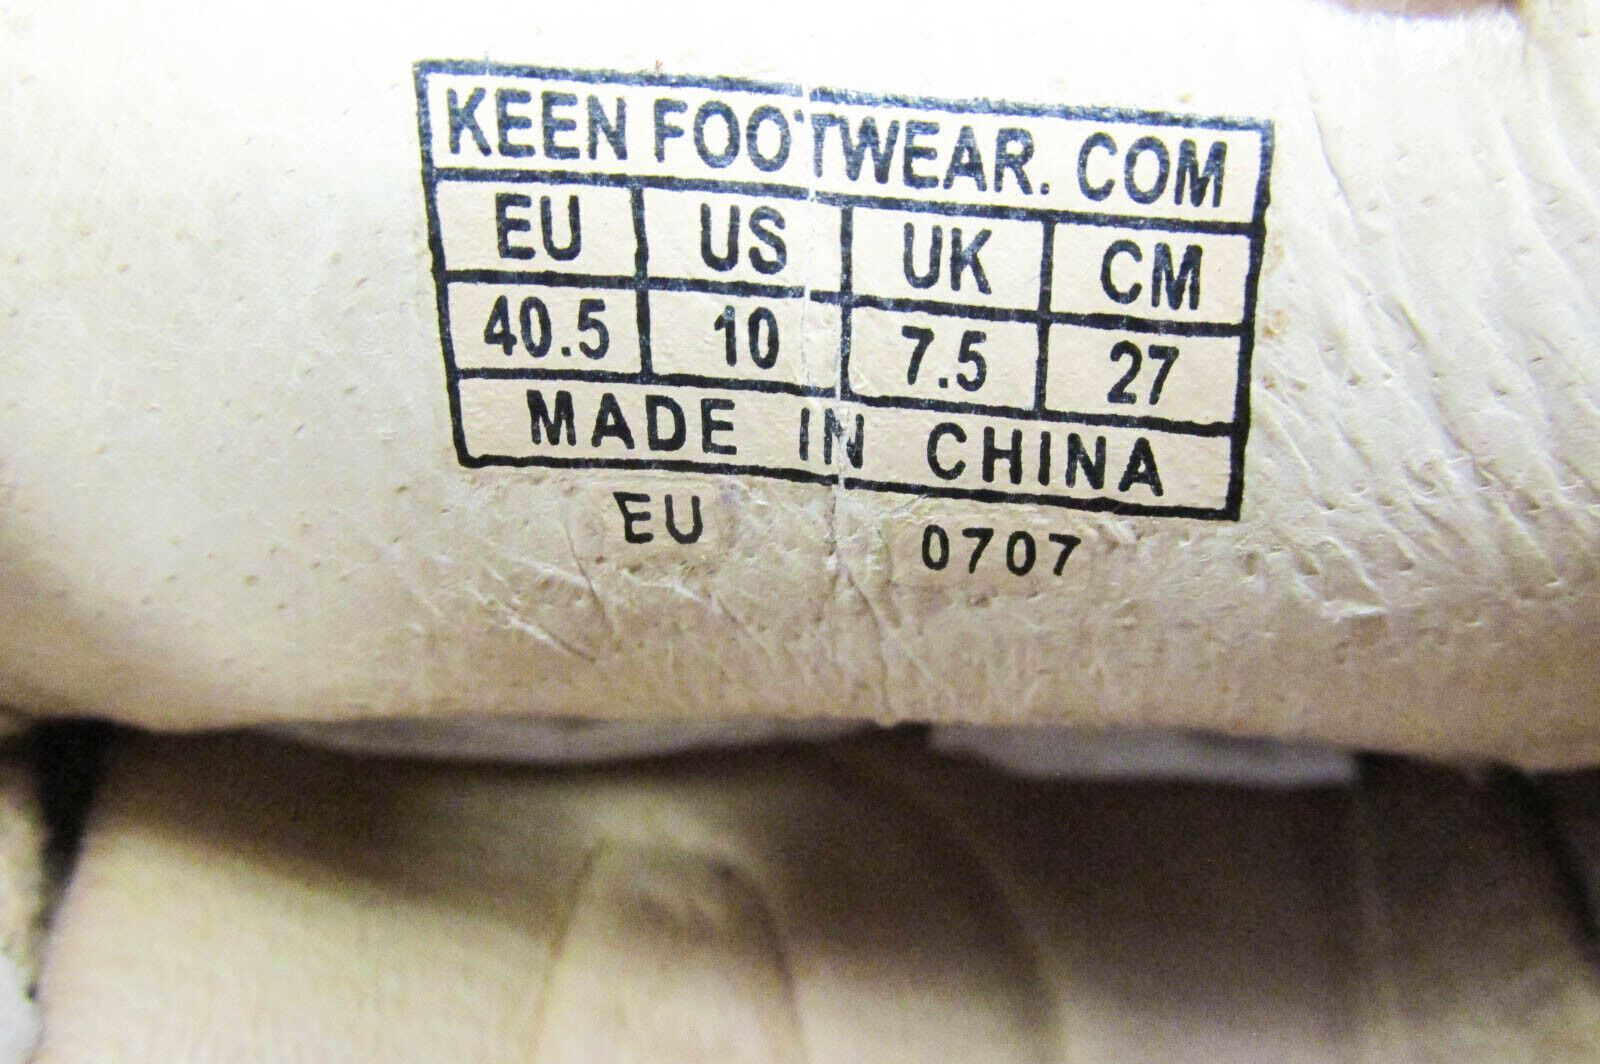 KEEN FOOTWEAR. COM
EU US UK CM
40.5 10 7.5 27
MADE IN CHINA
EU 0707